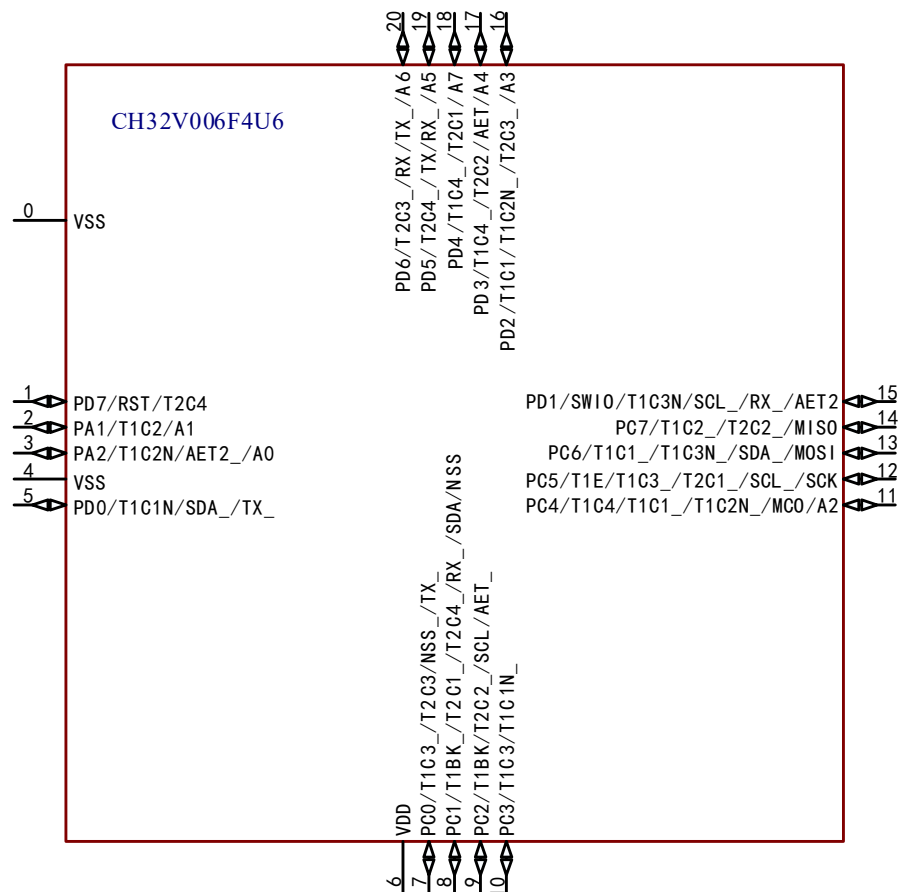 20 19 18 17 16
PD6/T2C3_/RX/TX_/A6
PD5/T2C4_/TX/RX_/A5
PD4/T1C4_/T2C1/A7
PD3/T1C4_/T2C2/AET/A4
PD2/T1C1/T1C2N_/T2C3_/A3
CH32V006F4U6
0 VSS
1 PD7/RST/T2C4
2 PA1/T1C2/A1
3 PA2/T1C2N/AET2_/A0
4 VSS
5 PD0/T1C1N/SDA_/TX_
PD1/SWIO/T1C3N/SCL_/RX_/AET2 15
PC7/T1C2_/T2C2_/MISO 14
PC6/T1C1_/T1C3N_/SDA_/MOSI 13
PC5/T1E/T1C3_/T2C1_/SCL_/SCK 12
PC4/T1C4/T1C1_/T1C2N_/MCO/A2 11
VDD
PC0/T1C3_/T2C3/NSS_/TX_
PC1/T1BK_/T2C1_/T2C4_/RX_/SDA/NSS
PC2/T1BK/T2C2_/SCL/AET_
PC3/T1C3/T1C1N_
6 7 8 9 10